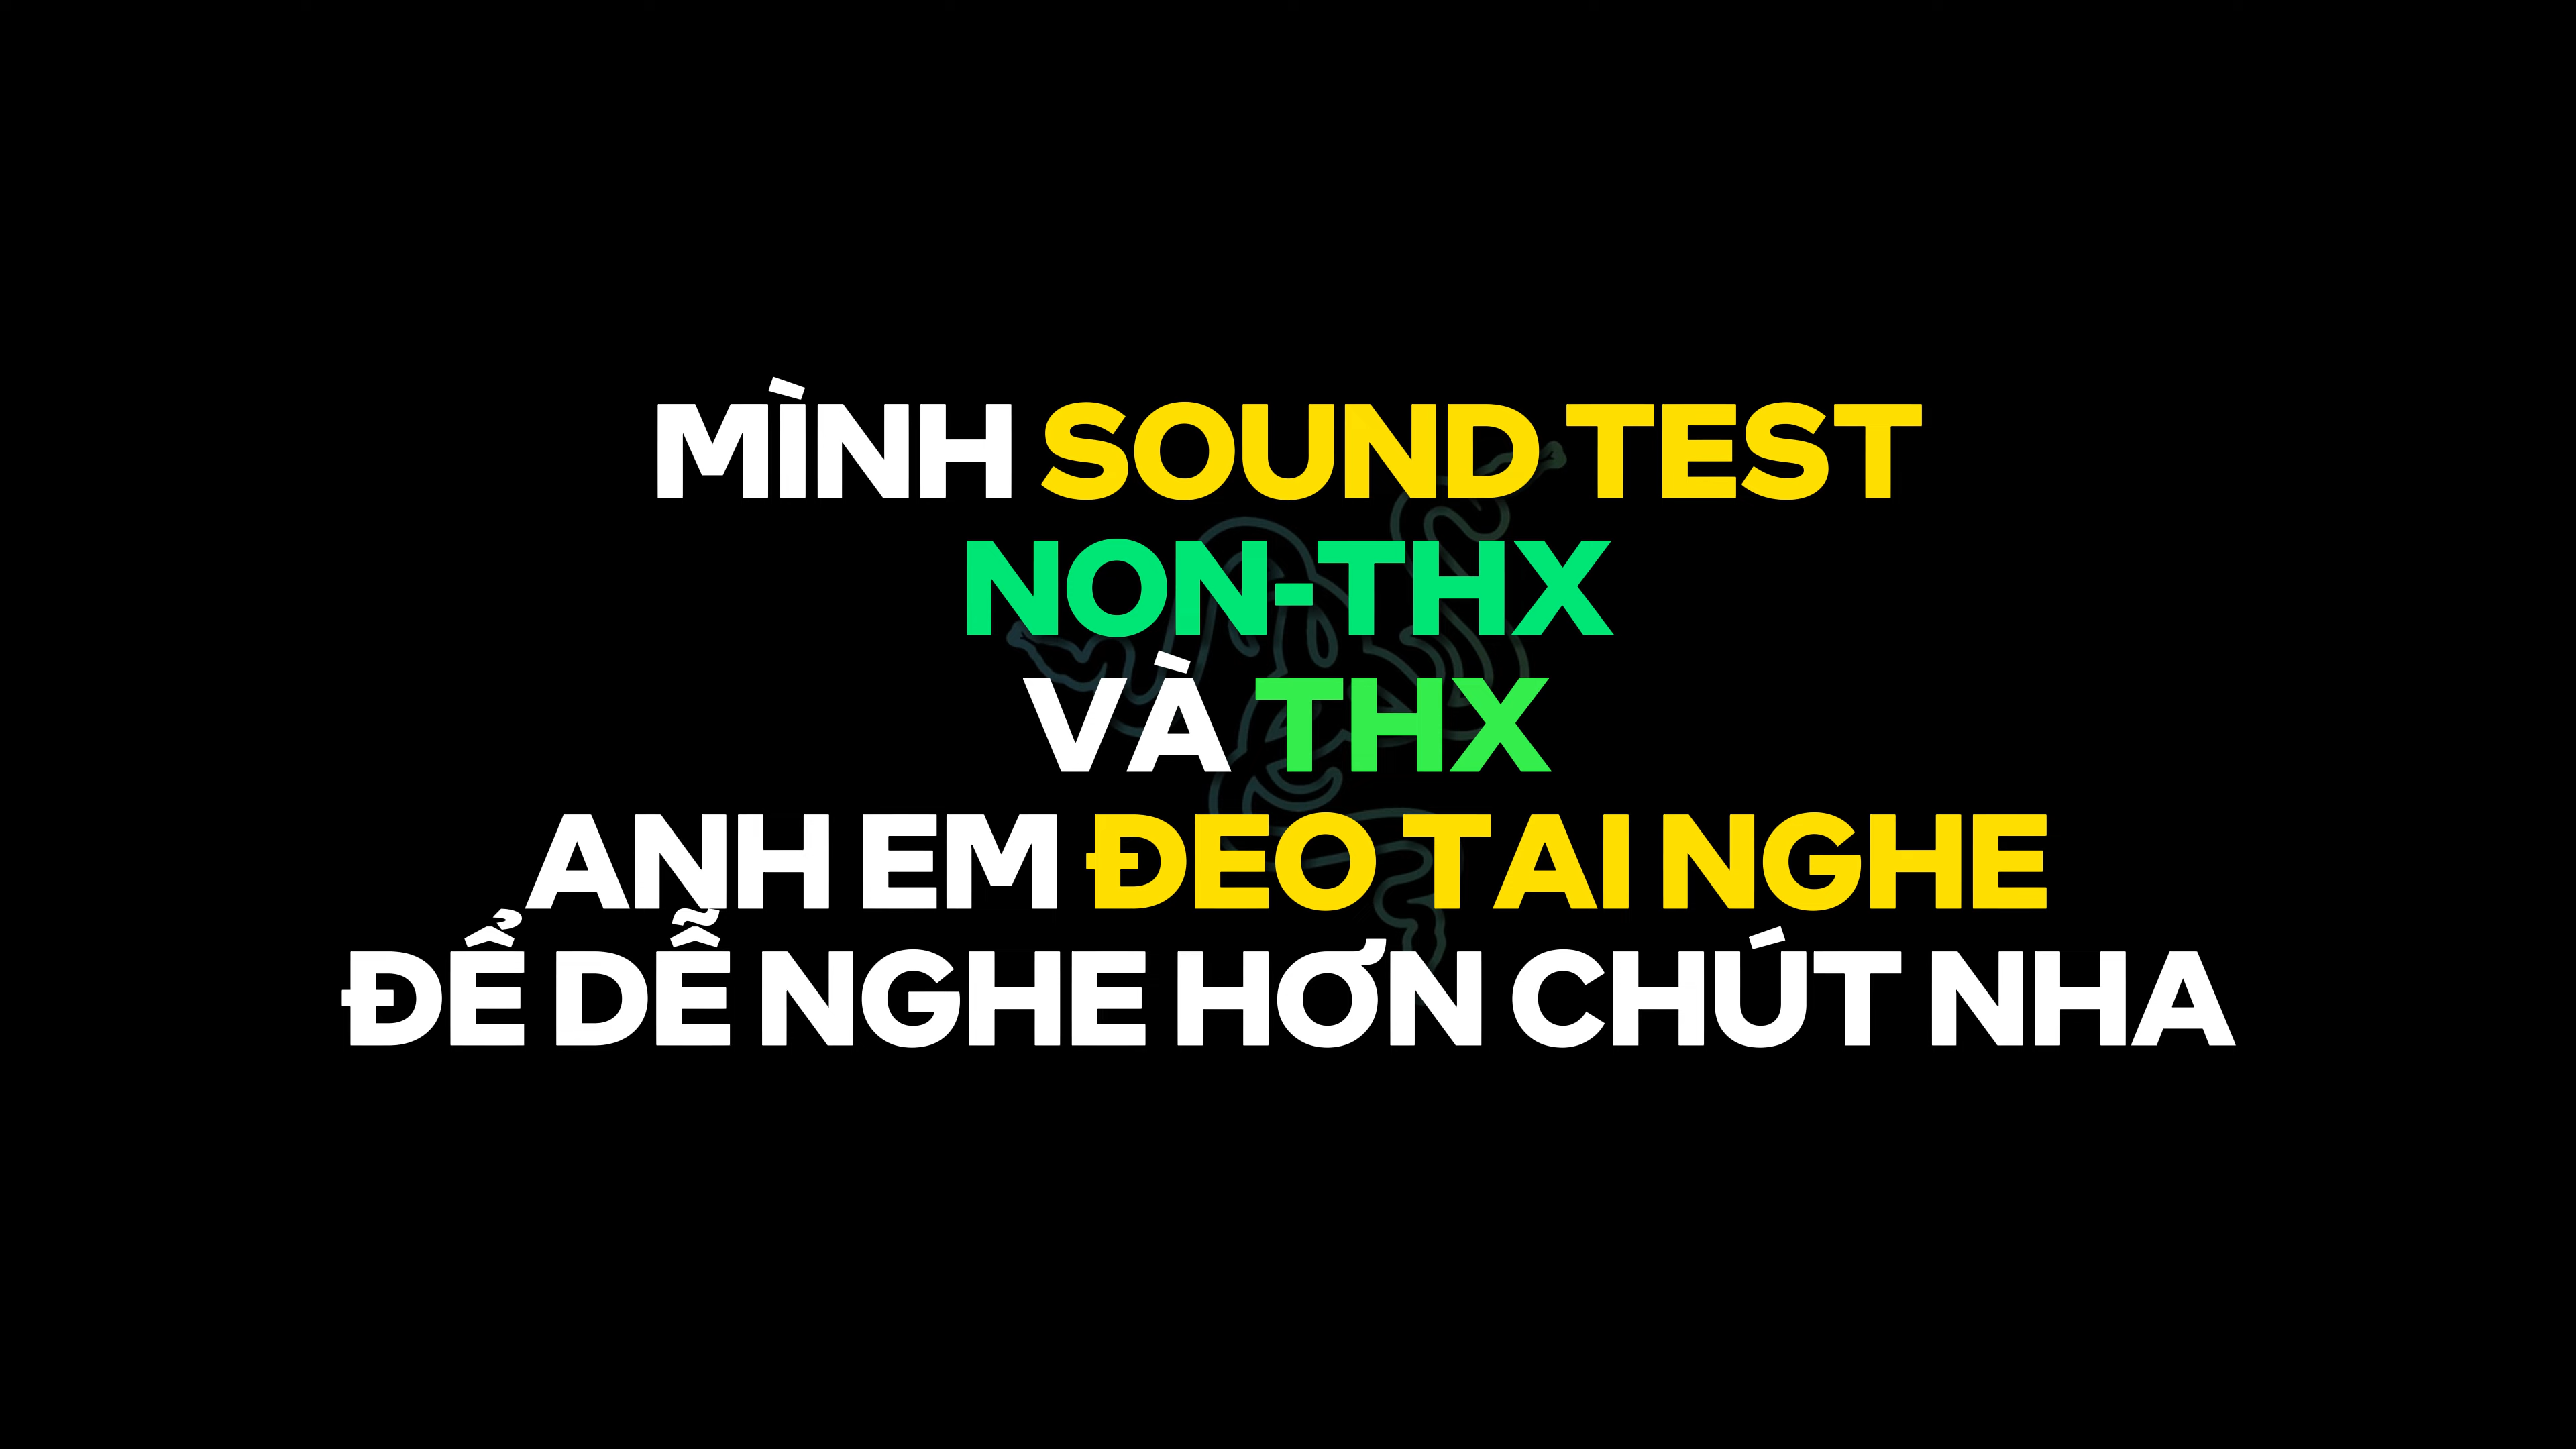 MÌNH SOUND TEST
NON-THX
VÀ THX
ANH EM ĐEO TAI NGHE
ĐỂ DỄ NGHE HƠN CHÚT NHA